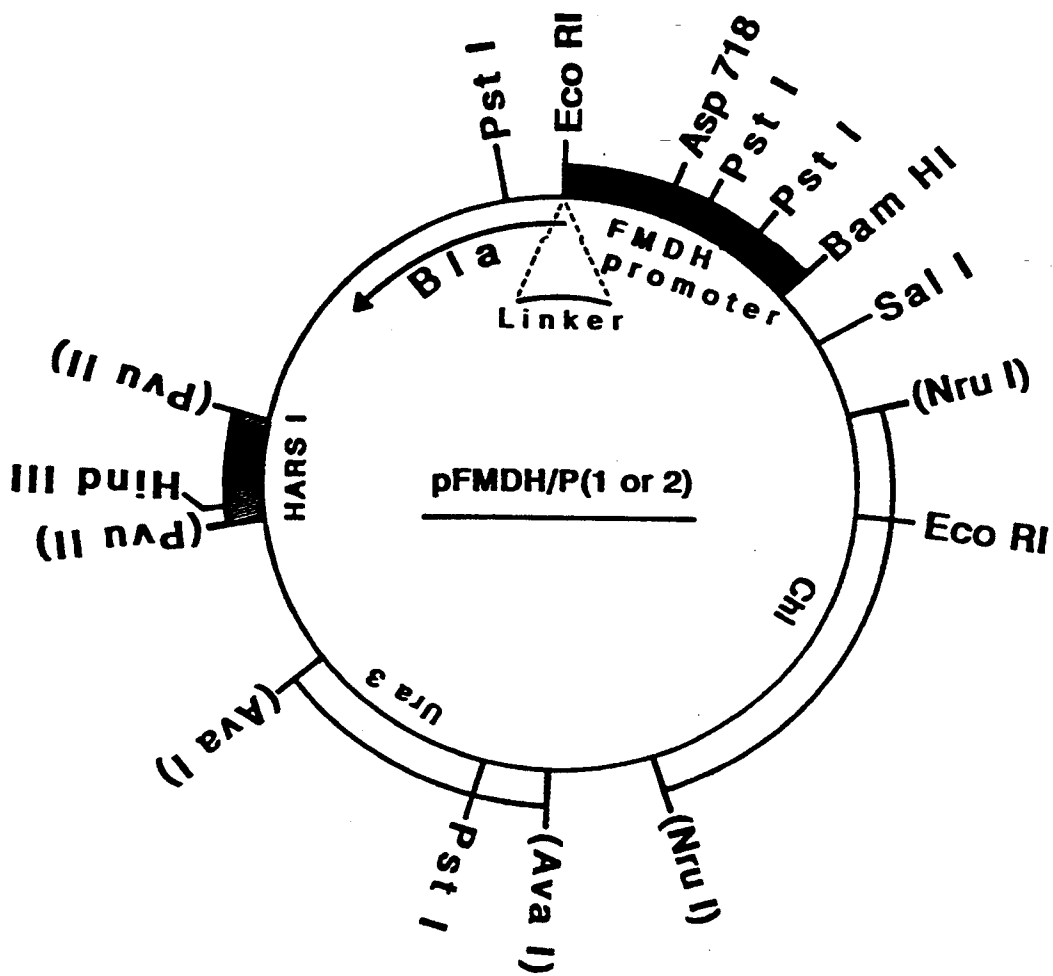 Pst I
Eco RI
Asp 718
Pst I
Pst I
Bam HI
Sal I
(Nru I)
Eco RI
(Nru I)
(Ava I)
Pst I
(Ava I)
(Pvu II)
Hind III
(Pvu II)
Bla
Linker
FMDH
promoter
HARS I
Chl
Ura 3
pFMDH/P(1 or 2)